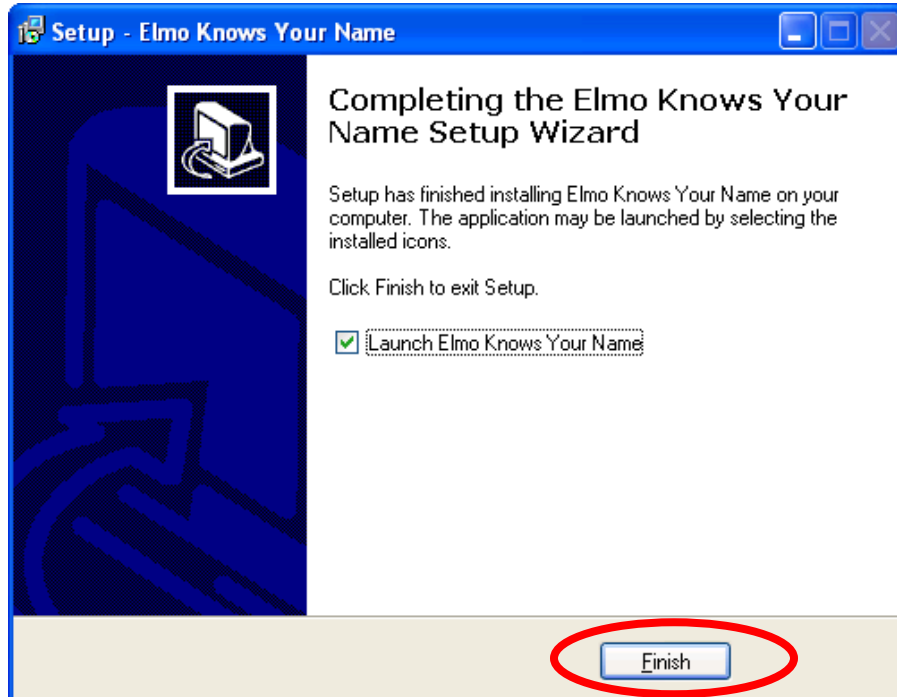 Setup - Elmo Knows Your Name
Completing the Elmo Knows Your
Name Setup Wizard
Setup has finished installing Elmo Knows Your Name on your
computer. The application may be launched by selecting the
installed icons.
Click Finish to exit Setup.
Launch Elmo Knows Your Name
Finish